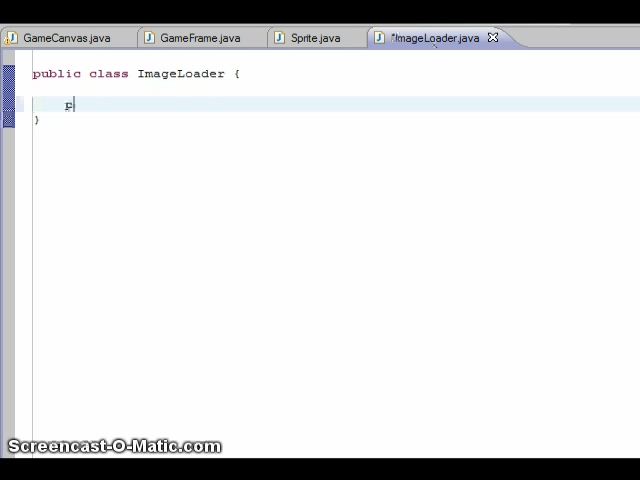 GameCanvas.java GameFrame.java Sprite.java *ImageLoader.java
public class ImageLoader {
p
}
Screencast-O-Matic.com